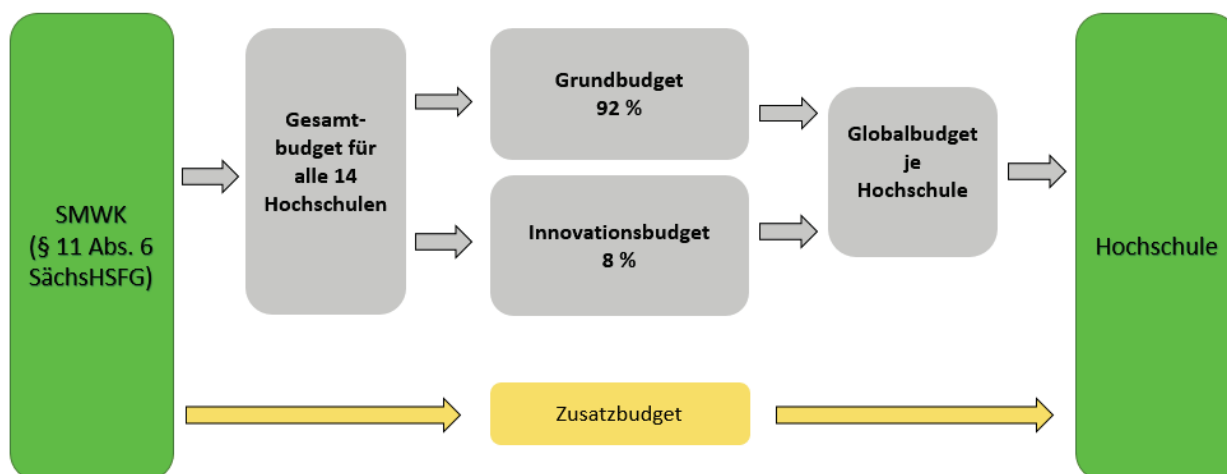 SMWK
(§ 11 Abs. 6
SächsHSFG)
Gesamt-
budget für
alle 14
Hochschulen
Grundbudget
92 %
Innovationsbudget
8 %
Globalbudget
je
Hochschule
Hochschule
Zusatzbudget